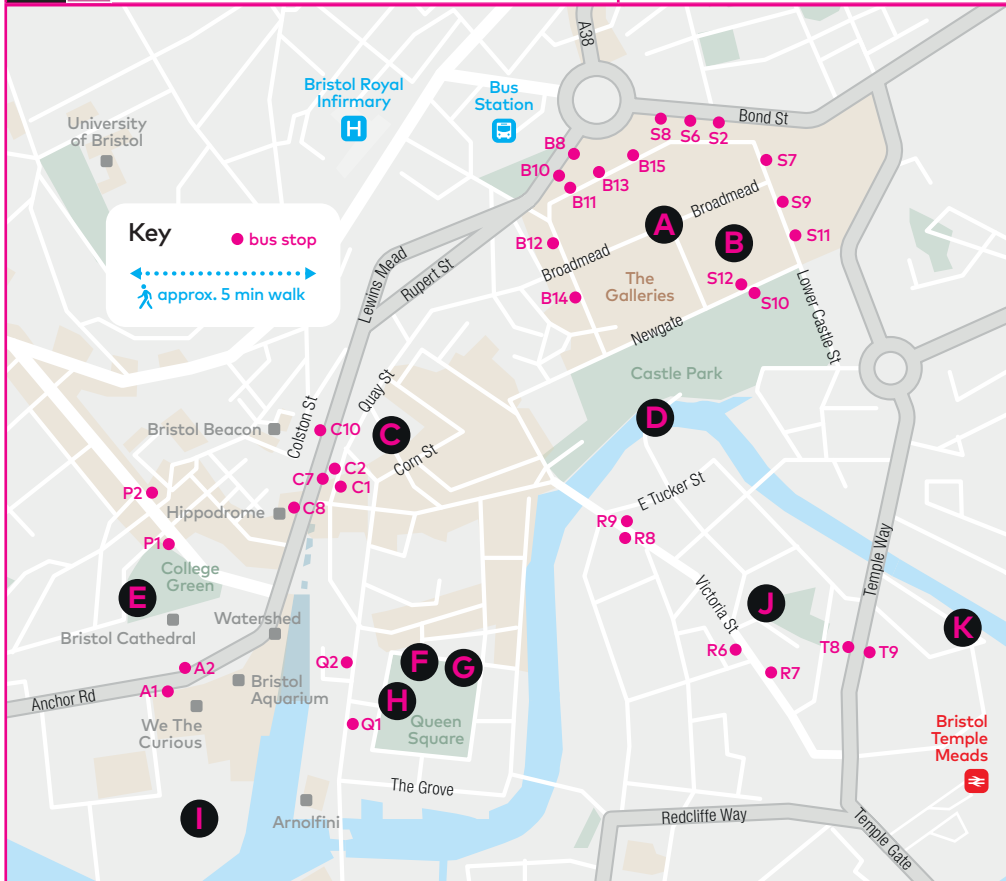 A38
Bristol Royal
Infirmary
H
Bus
Station
University
of Bristol
Bond St
S8
S6
S2
B8
B15
S7
B10
B13
B11
Broadmead
S9
A
B
S11
B12
Broadmead
Key
bus stop
approx. 5 min walk
Lewins Mead
Rupert St
The
Galleries
S12
S10
B14
Newgate
Lower Castle St
Castle Park
Quay St
D
Colston St
Bristol Beacon
C10
C
Corn St
C2
C7
C1
P2
E Tucker St
Hippodrome
C8
R9
R8
P1
College
Green
Temple Way
E
Victoria St
J
Watershed
K
Bristol Cathedral
T8
T9
R6
Q2
F
G
A2
R7
Bristol
Aquarium
Anchor Rd
A1
H
We The
Curious
Q1
Queen
Square
Bristol
Temple
Meads
The Grove
I
Arnolfini
Redcliffe Way
Temple Gate